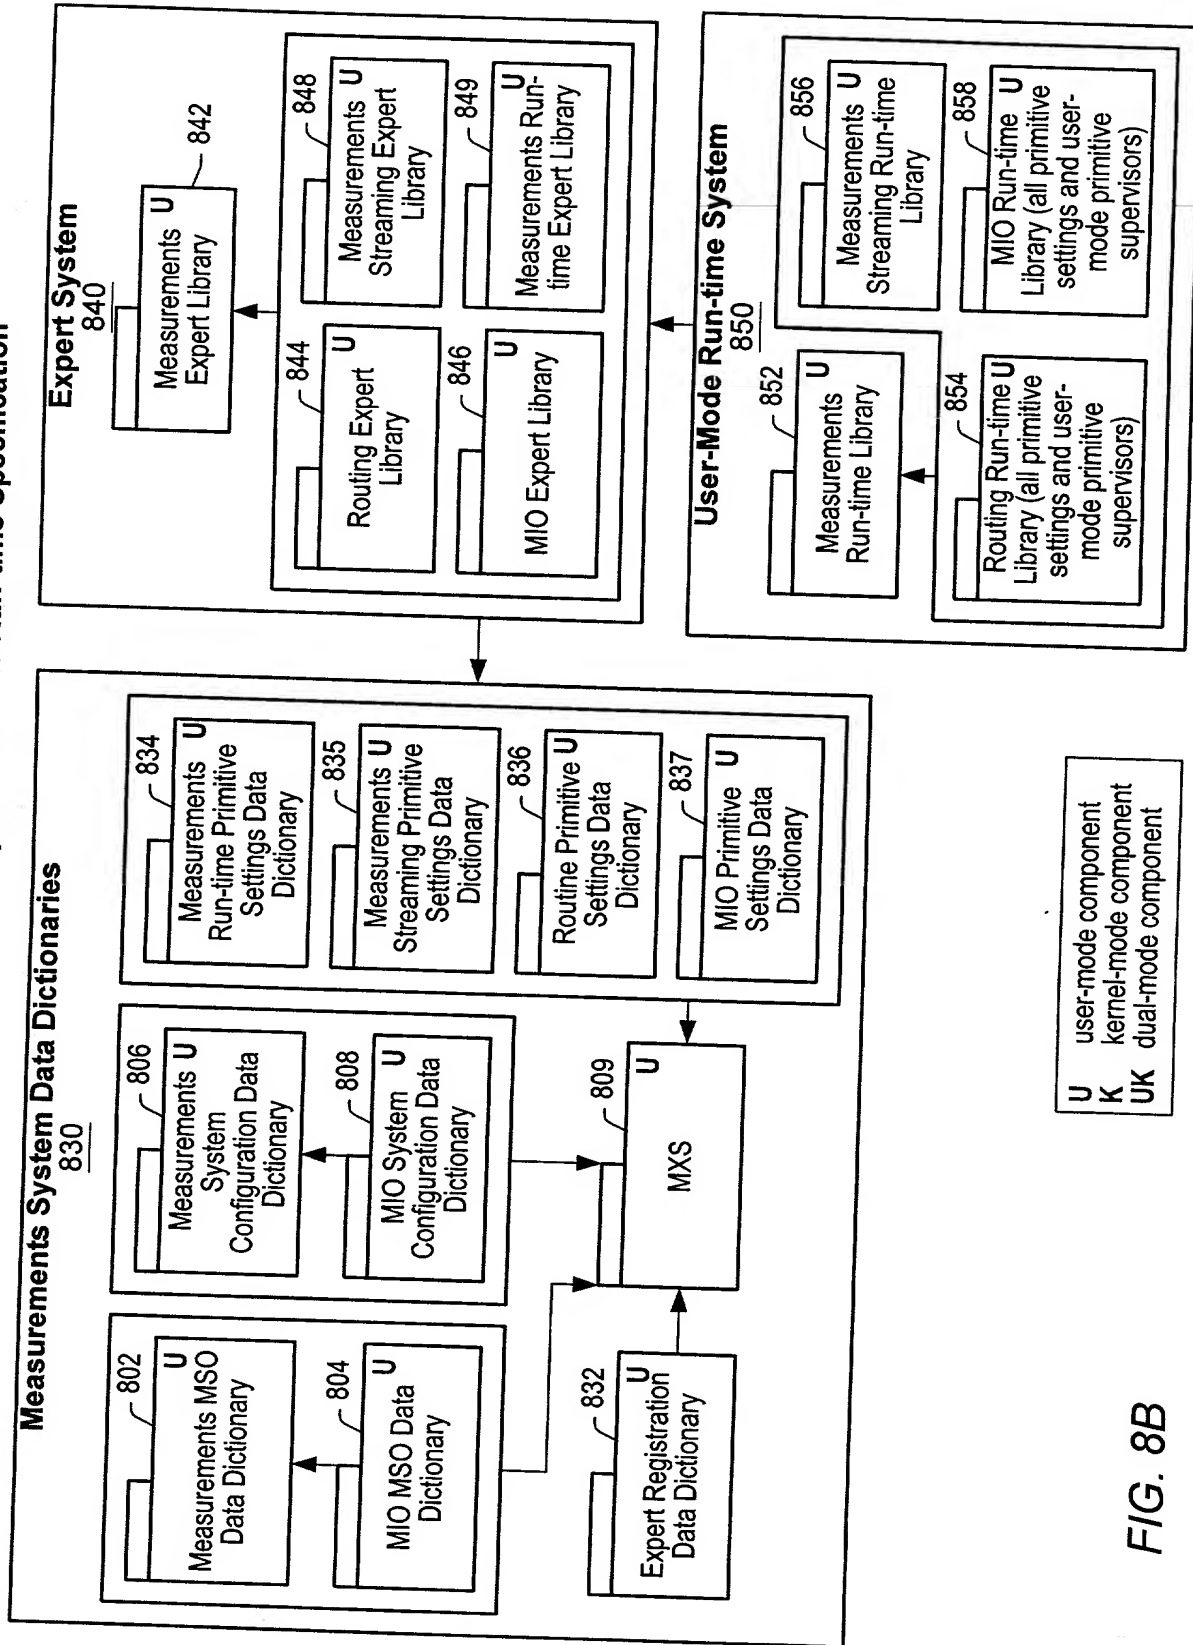 Run-time Specification
Measurements System Data Dictionaries
830
802
Measurements MSO
U
Data Dictionary
804
MIO MSO Data
U
Dictionary
806
Measurements U
System
Configuration Data
Dictionary
808
MIO System U
Configuration Data
Dictionary
832
Expert Registration
U
Data Dictionary
809
MXS
U
834
Measurements U
Run-time Primitive
Settings Data
Dictionary
835
Measurements U
Streaming Primitive
Settings Data
Dictionary
836
Routine Primitive U
Settings Data
Dictionary
837
MIO Primitive U
Settings Data
Dictionary
Expert System
840
842
Measurements U
Expert Library
844
Routing Expert U
Library
846
MIO Expert Library
U
848
Measurements U
Streaming Expert
Library
849
Measurements Run- U
time Expert Library
User-Mode Run-time System
850
852
Measurements U
Run-time Library
854
Routing Run-time U
Library (all primitive
settings and user-
mode primitive
supervisors)
856
Measurements U
Streaming Run-time
Library
858
MIO Run-time U
Library (all primitive
settings and user-
mode primitive
supervisors)
U user-mode component
K kernel-mode component
UK dual-mode component
FIG. 8B